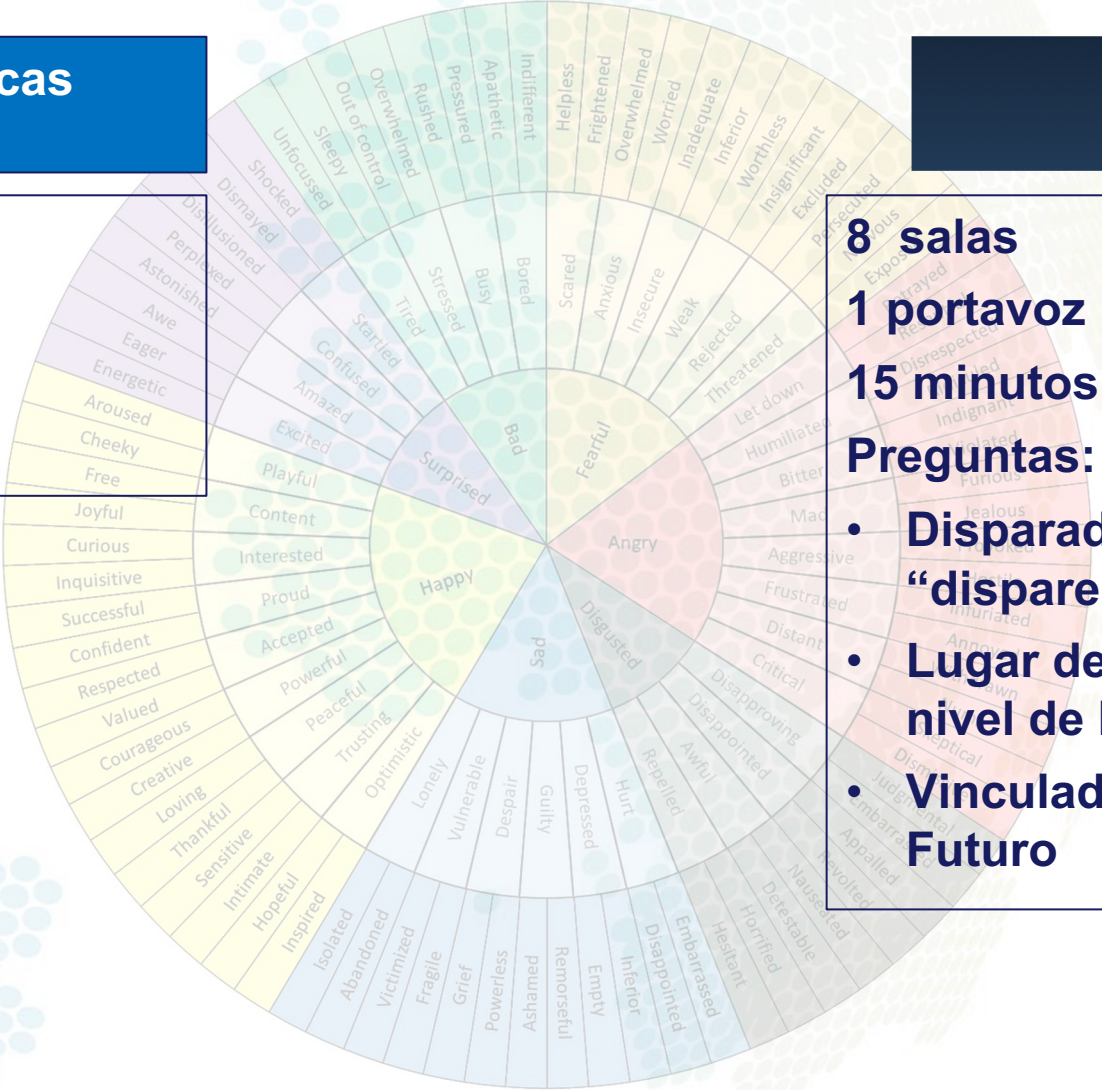 cas
8 salas
1 portavoz
15 minutos
Preguntas:
• Disparad
“dispare
• Lugar de
nivel de
• Vinculad
Futuro
Bad
Fearful
Angry
Disgusted
Sad
Happy
Surprised
Tired
Stressed
Busy
Bored
Scared
Anxious
Insecure
Weak
Rejected
Threatened
Let down
Humiliated
Bitter
Mad
Aggressive
Frustrated
Distant
Critical
Disapproving
Disappointed
Awful
Repelled
Hurt
Depressed
Guilty
Despair
Vulnerable
Lonely
Optimistic
Trusting
Peaceful
Powerful
Accepted
Proud
Interested
Content
Playful
Excited
Amazed
Confused
Startled
Unfocussed
Sleepy
Out of control
Overwhelmed
Rushed
Pressured
Apathetic
Indifferent
Helpless
Frightened
Overwhelmed
Worried
Inadequate
Inferior
Worthless
Insignificant
Excluded
Persecuted
Indignant
Violated
Furious
Jealous
Infuriated
Judgmental
Embarrassed
Appalled
Revolted
Nauseated
Detestable
Horrified
Hesitant
Embarrassed
Disappointed
Inferior
Empty
Remorseful
Ashamed
Powerless
Grief
Fragile
Victimized
Abandoned
Isolated
Inspired
Hopeful
Intimate
Sensitive
Thankful
Loving
Creative
Courageous
Valued
Respected
Confident
Successful
Inquisitive
Curious
Joyful
Free
Cheeky
Aroused
Energetic
Eager
Awe
Astonished
Perplexed
Disillusioned
Dismayed
Shocked